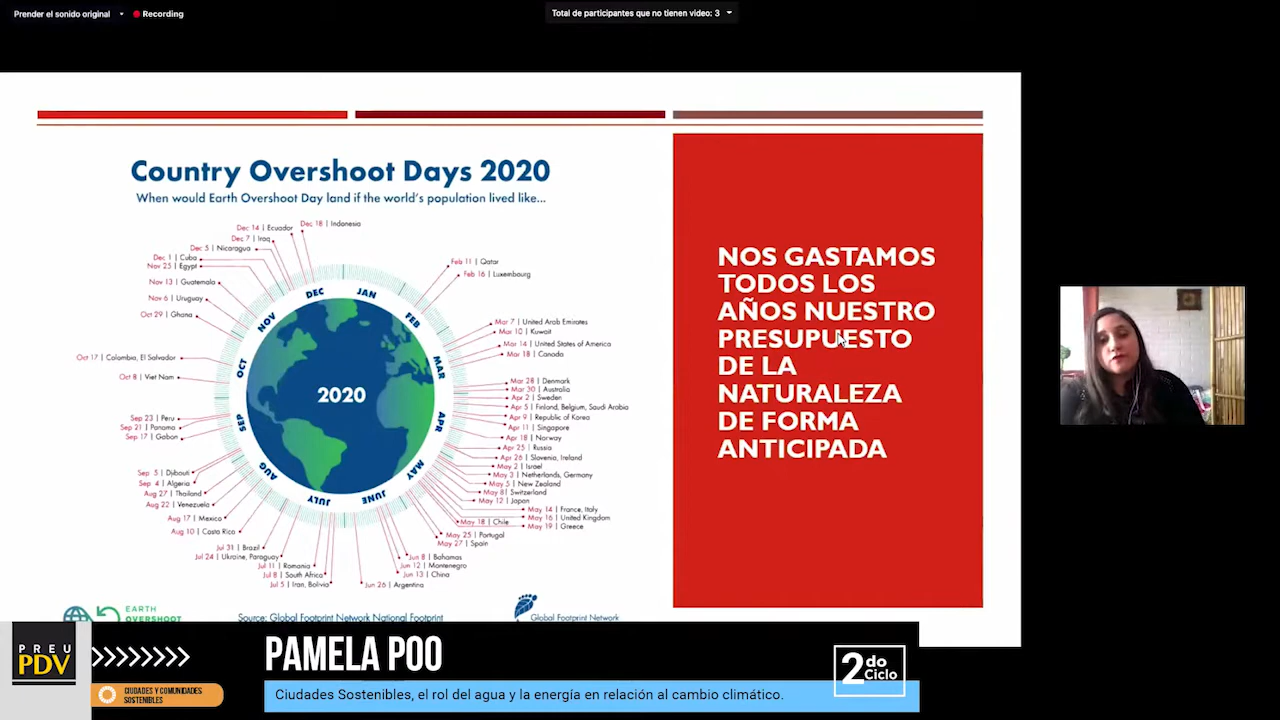 Prender el sonido original
Recording
Total de participantes que no tienen video: 3
Country Overshoot Days 2020
When would Earth Overshoot Day land if the world's population lived like...
Dec 18 | Indonesia
Dec 14 | Ecuador
Dec 7 | Iraq
Dec 5 | Nicaragua
Dec 1 | Cuba
Nov 25 | Egypt
Nov 13 | Guatemala
Nov 6 | Uruguay
Oct 29 | Ghana
Oct 17 | Colombia, El Salvador
Oct 8 | Viet Nam
Sep 23 | Peru
Sep 21 | Panama
Sep 17 | Gabon
Sep 5 | Djibouti
Sep 4 | Algeria
Aug 27 | Thailand
Aug 22 | Venezuela
Aug 17 | Mexico
Aug 10 | Costa Rica
Jul 31 | Brazil
Jul 24 | Ukraine, Paraguay
Jul 11 | Romania
Jul 8 | South Africa
Jul 5 | Iran, Bolivia
Feb 11 | Qatar
Feb 16 | Luxembourg
Mar 7 | United Arab Emirates
Mar 10 | Kuwait
Mar 14 | United States of America
Mar 18 | Canada
Mar 28 | Denmark
Mar 30 | Australia
Apr 2 | Sweden
Apr 5 | Finland, Belgium, Saudi Arabia
Apr 9 | Republic of Korea
Apr 11 | Singapore
Apr 18 | Norway
Apr 25 | Russia
Apr 26 | Slovenia, Ireland
May 2 | Israel
May 3 | Netherlands, Germany
May 5 | New Zealand
May 8 | Switzerland
May 12 | Japan
May 14 | France, Italy
May 16 | United Kingdom
May 18 | Chile
May 19 | Greece
May 25 | Portugal
May 27 | Spain
Jun 8 | Bahamas
Jun 12 | Montenegro
Jun 13 | China
Jun 26 | Argentina
JAN
FEB
MAR
APR
MAY
JUNE
JULY
AUG
SEP
OCT
NOV
DEC
2020
EARTH
OVERSHOOT
Source: Global Footprint Network National Footprint
Global Footprint Network
NOS GASTAMOS
TODOS LOS
AÑOS NUESTRO
PRESUPUESTO
DE LA
NATURALEZA
DE FORMA
ANTICIPADA
PREU
PDV
CIUDADES Y COMUNIDADES
SOSTENIBLES
PAMELA POO
Ciudades Sostenibles, el rol del agua y la energía en relación al cambio climático.
2do
Ciclo